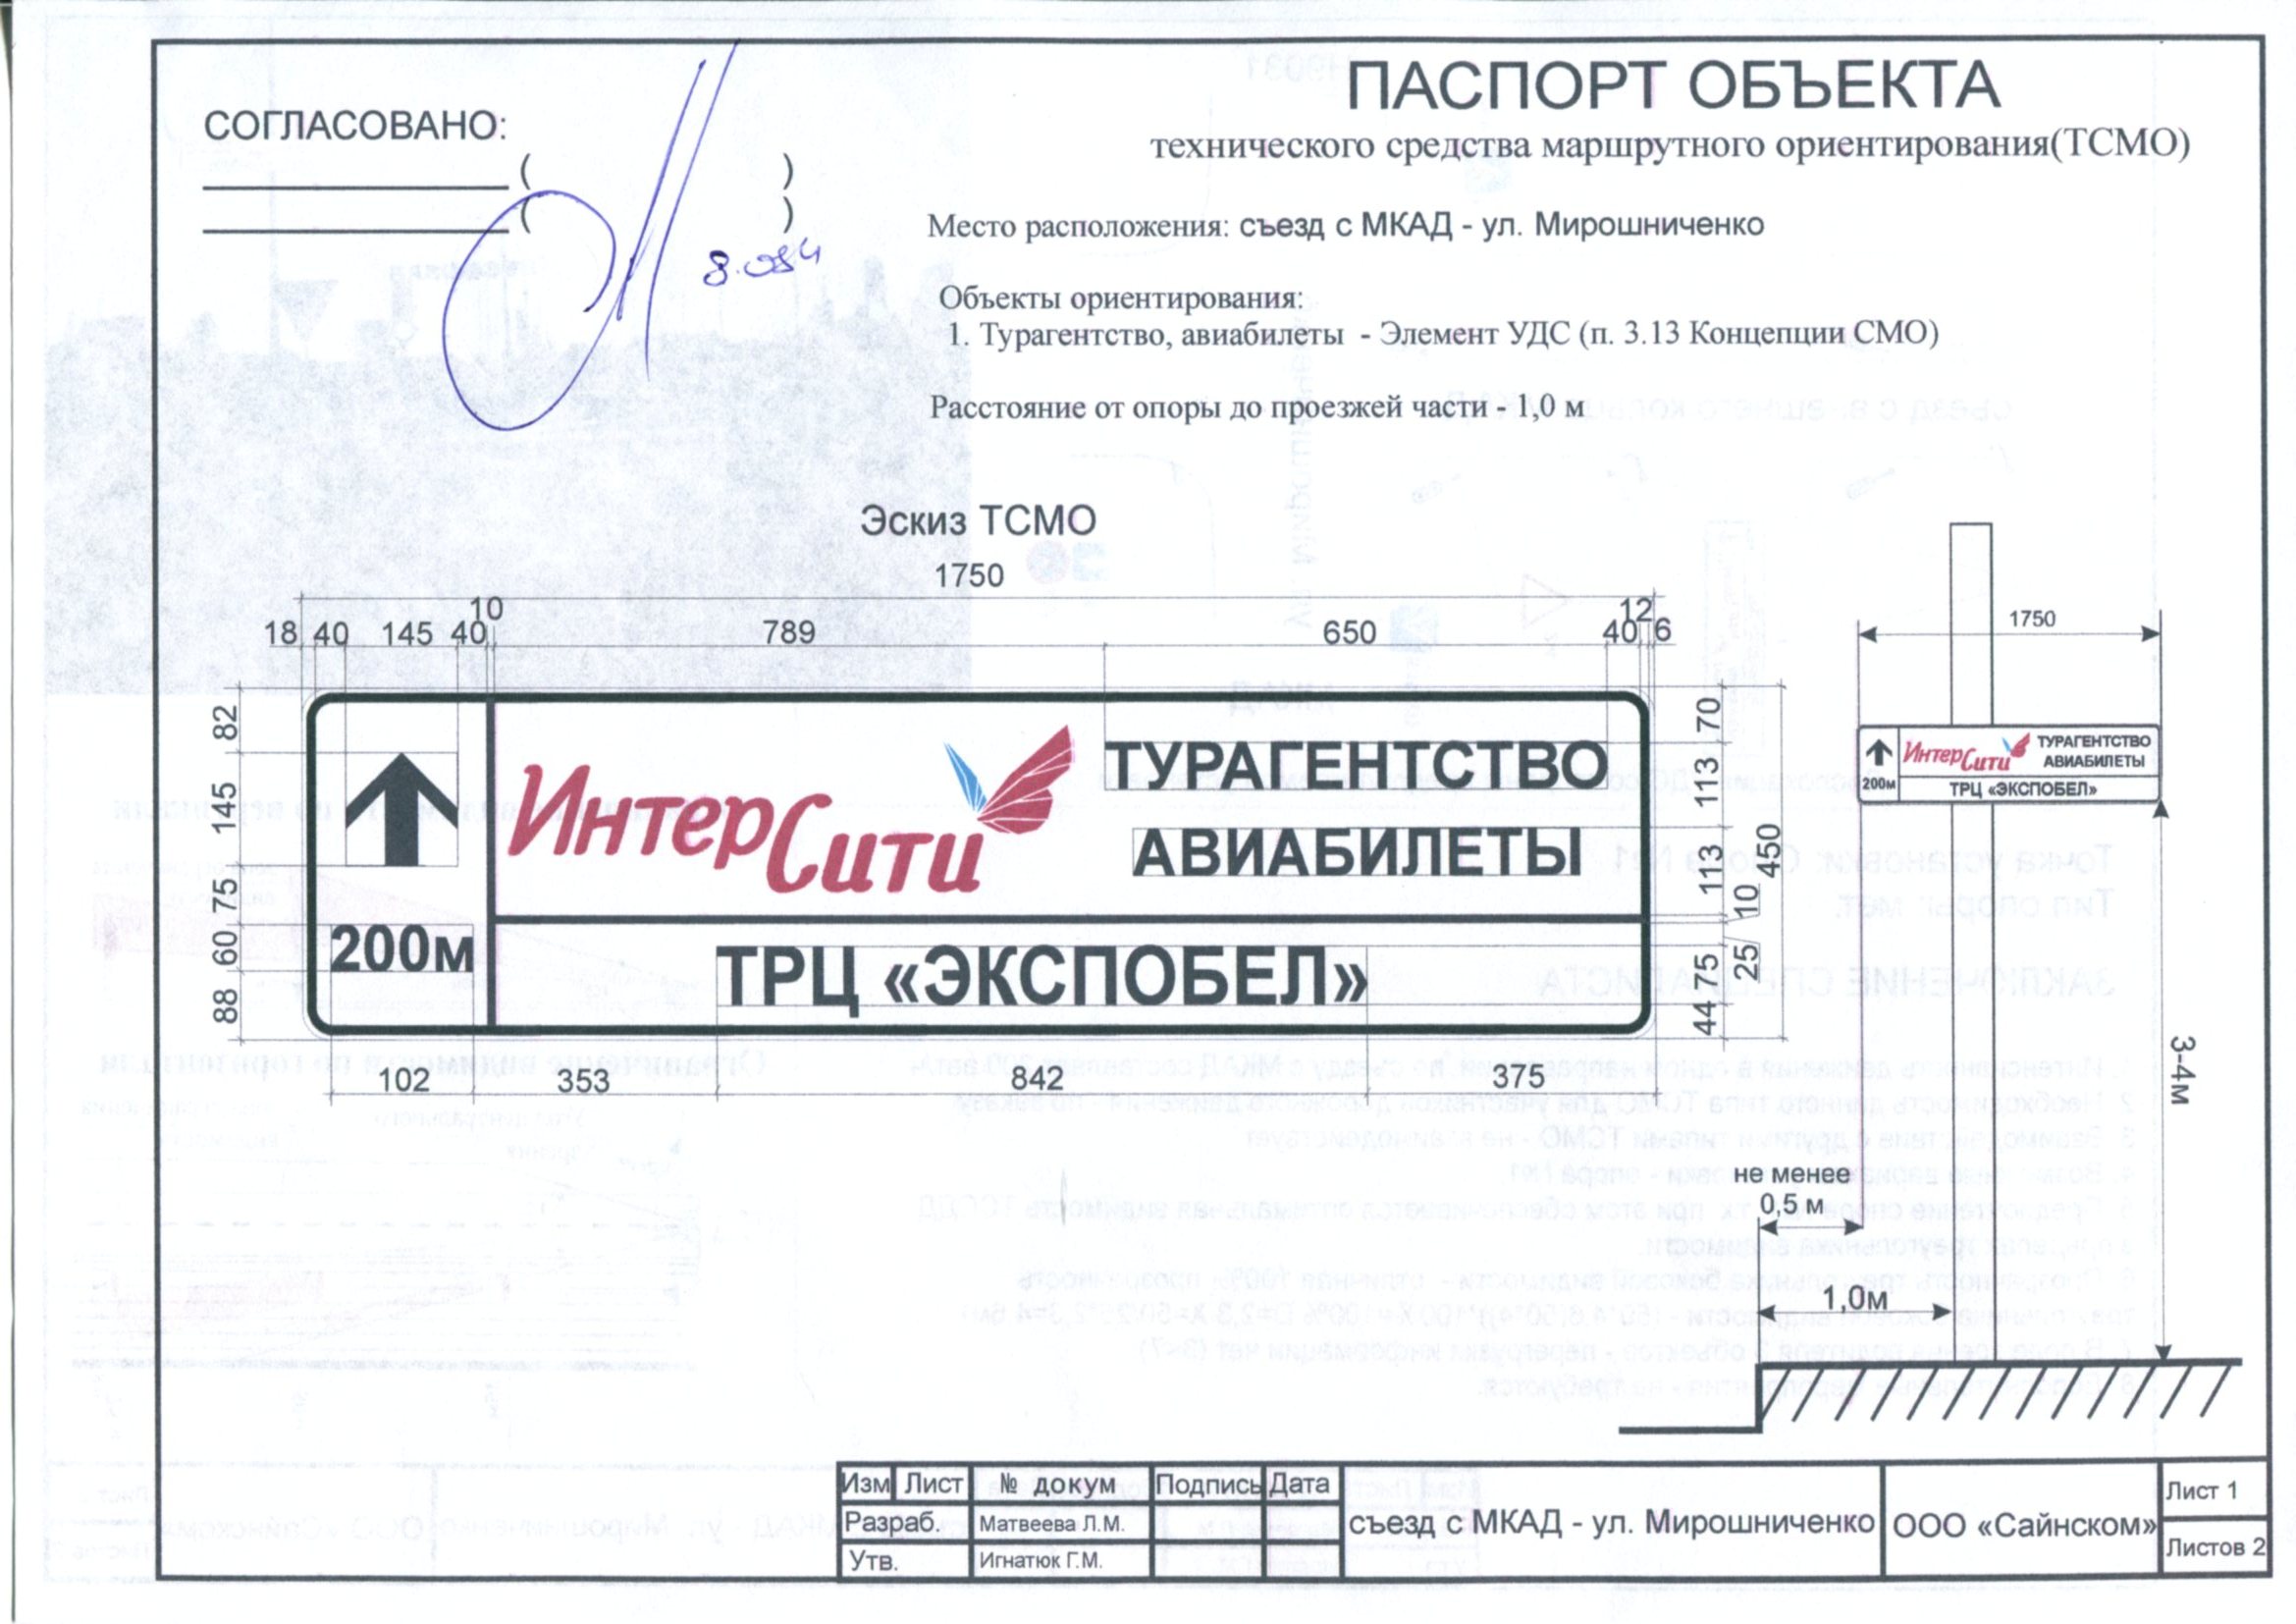 СОГЛАСОВАНО:
( )
( )
ПАСПОРТ ОБЪЕКТА
технического средства маршрутного ориентирования(ТСМО)
Место расположения: съезд с МКАД - ул. Мирошниченко
Объекты ориентирования:
1. Турагентство, авиабилеты - Элемент УДС (п. 3.13 Концепции СМО)
Расстояние от опоры до проезжей части - 1,0 м
Эскиз ТСМО
1750
10
12
18 40 145 40 789 650 40 6
82
145
75
60
88
200м
ИнтерСити
ТУРАГЕНТСТВО
АВИАБИЛЕТЫ
ТРЦ «ЭКСПОБЕЛ»
70
113
113
10
25
75
44
450
102 353 842 375
1750
200м
ИнтерСити
ТУРАГЕНТСТВО
АВИАБИЛЕТЫ
ТРЦ «ЭКСПОБЕЛ»
3-4м
не менее
0,5 м
1,0м
Изм Лист № докум Подпись Дата
Разраб. Матвеева Л.М.
Утв. Игнатюк Г.М.
съезд с МКАД - ул. Мирошниченко
ООО «Сайнском»
Лист 1
Листов 2